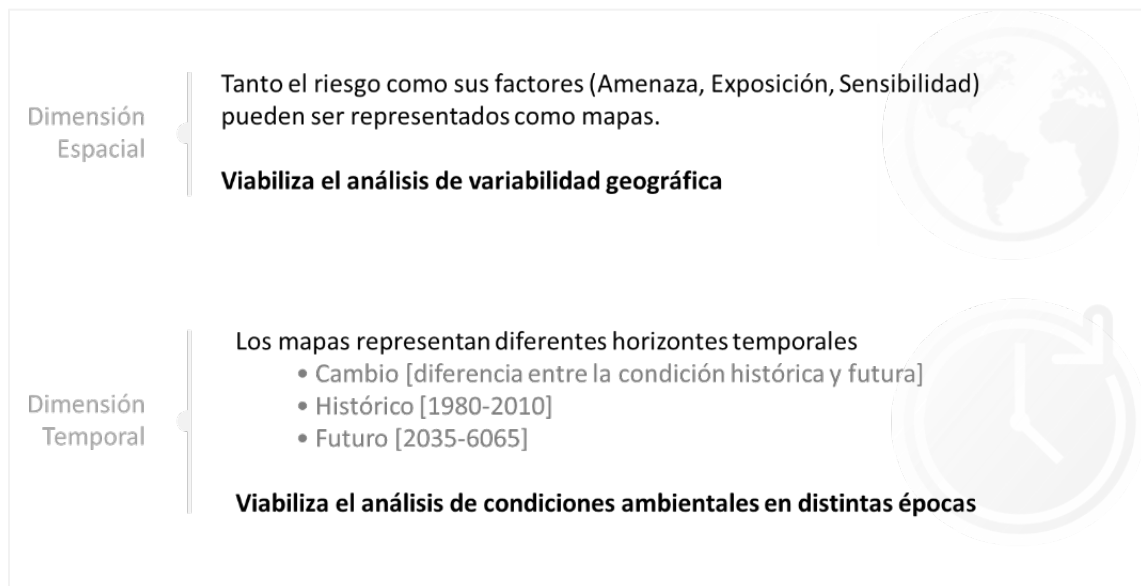 Dimensión
Espacial
Tanto el riesgo como sus factores (Amenaza, Exposición, Sensibilidad)
pueden ser representados como mapas.
Viabiliza el análisis de variabilidad geográfica
Dimensión
Temporal
Los mapas representan diferentes horizontes temporales
• Cambio [diferencia entre la condición histórica y futura]
• Histórico [1980-2010]
• Futuro [2035-6065]
Viabiliza el análisis de condiciones ambientales en distintas épocas